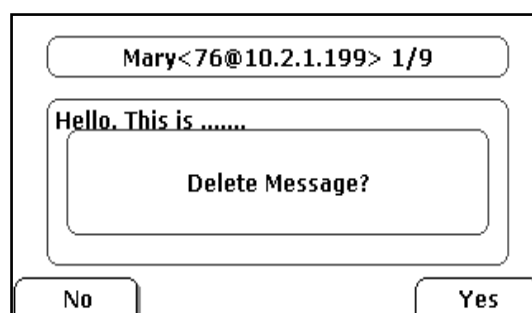 Mary<76@10.2.1.199> 1/9
Hello. This is .......
Delete Message?
No
Yes